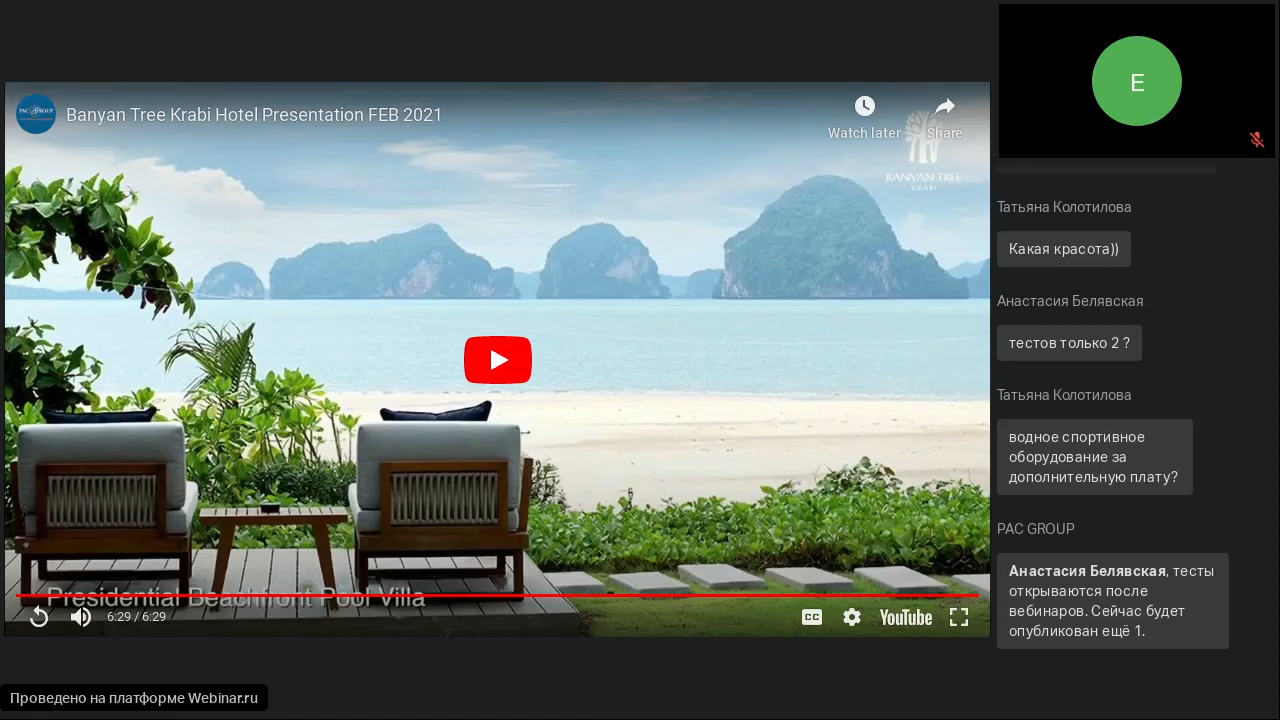 PAC GROUP
Banyan Tree Krabi Hotel Presentation FEB 2021
Watch later
Share
BANYAN TREE
KRABI
Presidential Beachfront Pool Villa
6:29 / 6:29
CC
YouTube
E
Татьяна Колотилова
Какая красота))
Анастасия Белявская
тестов только 2 ?
Татьяна Колотилова
водное спортивное
оборудование за
дополнительную плату?
PAC GROUP
Анастасия Белявская, тесты
открываются после
вебинаров. Сейчас будет
опубликован ещё 1.
Проведено на платформе Webinar.ru